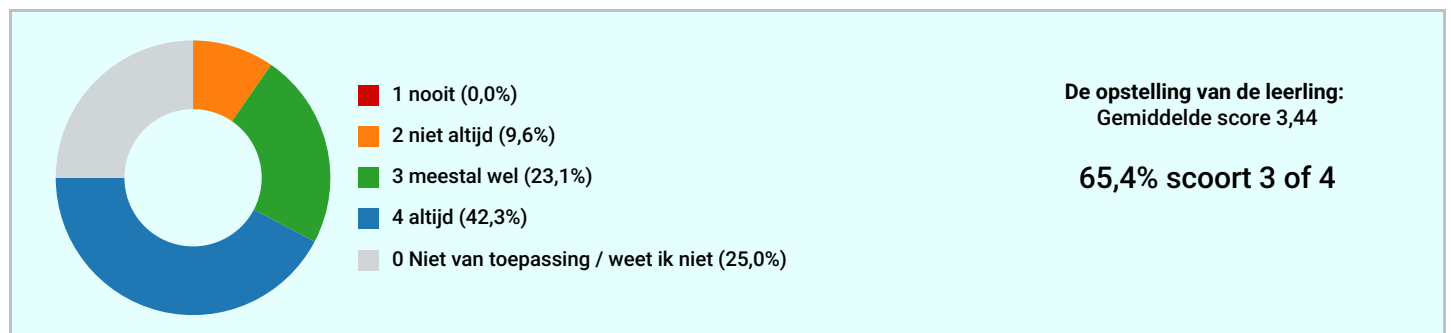 1 nooit (0,0%)
2 niet altijd (9,6%)
3 meestal wel (23,1%)
4 altijd (42,3%)
0 Niet van toepassing / weet ik niet (25,0%)
De opstelling van de leerling:
Gemiddelde score 3,44
65,4% scoort 3 of 4